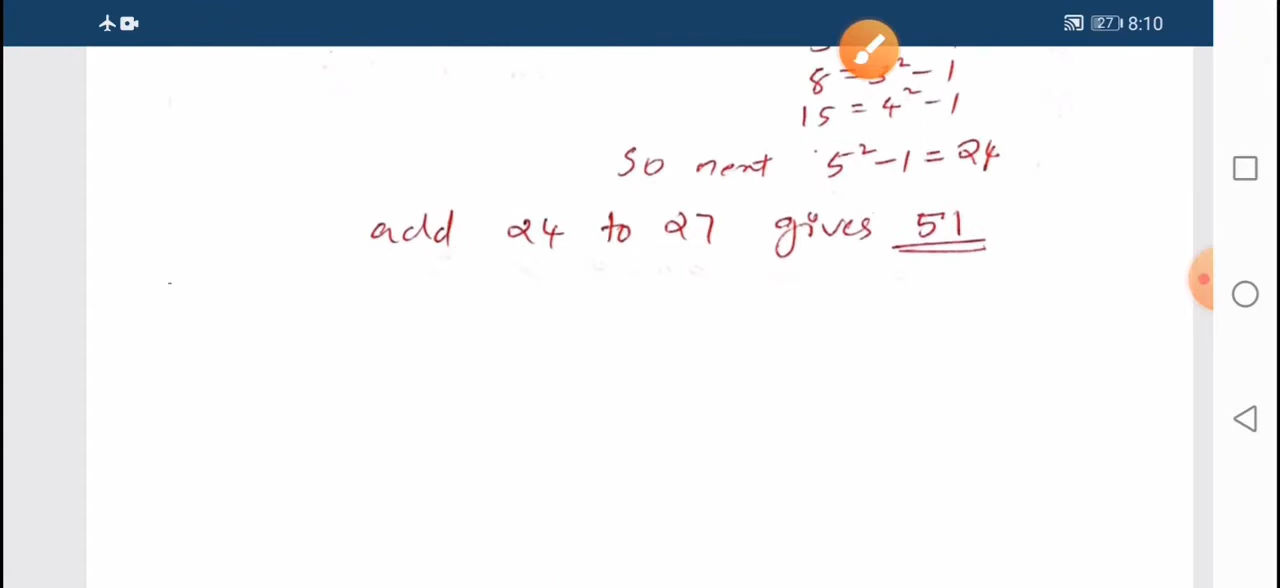 27 8:10
8 = 3² - 1
15 = 4² - 1
So next 5² - 1 = 24
add 24 to 27 gives 51